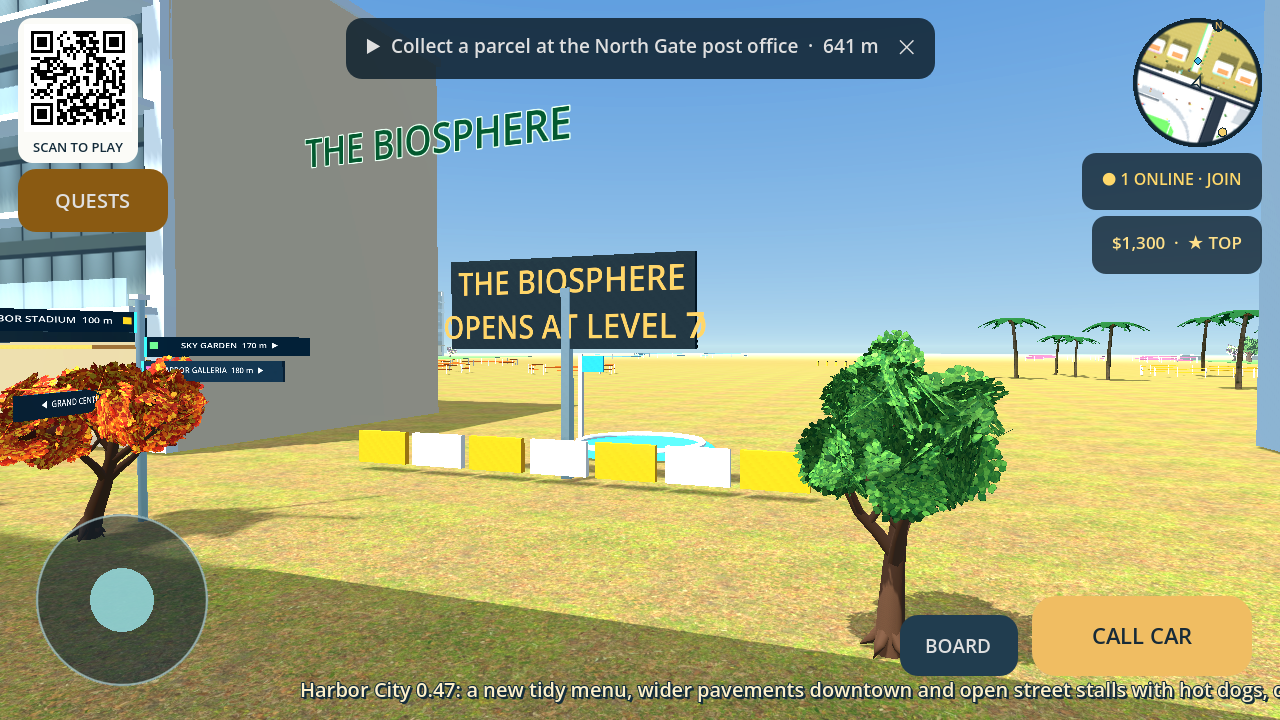 SCAN TO PLAY
QUESTS
Collect a parcel at the North Gate post office · 641 m
N
1 ONLINE · JOIN
$1,300 · ★ TOP
THE BIOSPHERE
THE BIOSPHERE
OPENS AT LEVEL 7
STADIUM 100 m
SKY GARDEN 170 m
GALLERIA 180 m
GRAND
BOARD
CALL CAR
Harbor City 0.47: a new tidy menu, wider pavements downtown and open street stalls with hot dogs,